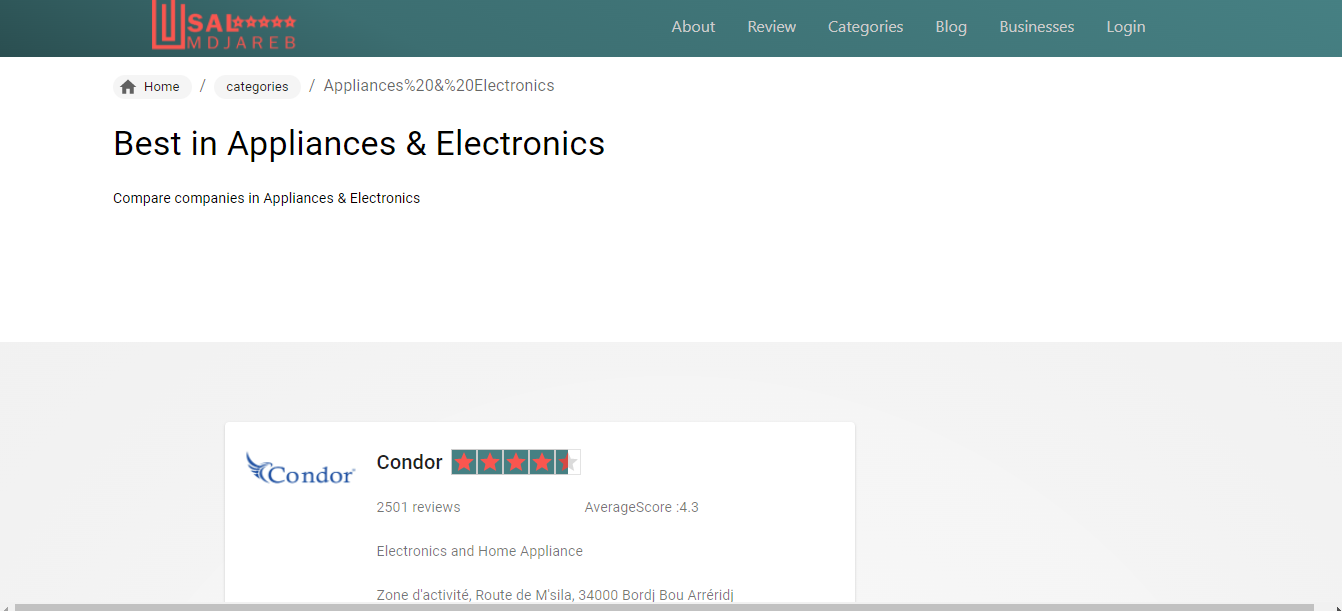 USAL
MDJAREB
About Review Categories Blog Businesses Login
Home / categories / Appliances%20&%20Electronics
Best in Appliances & Electronics
Compare companies in Appliances & Electronics
Condor
Condor
2501 reviews AverageScore :4.3
Electronics and Home Appliance
Zone d'activité, Route de M'sila, 34000 Bordj Bou Arréridj